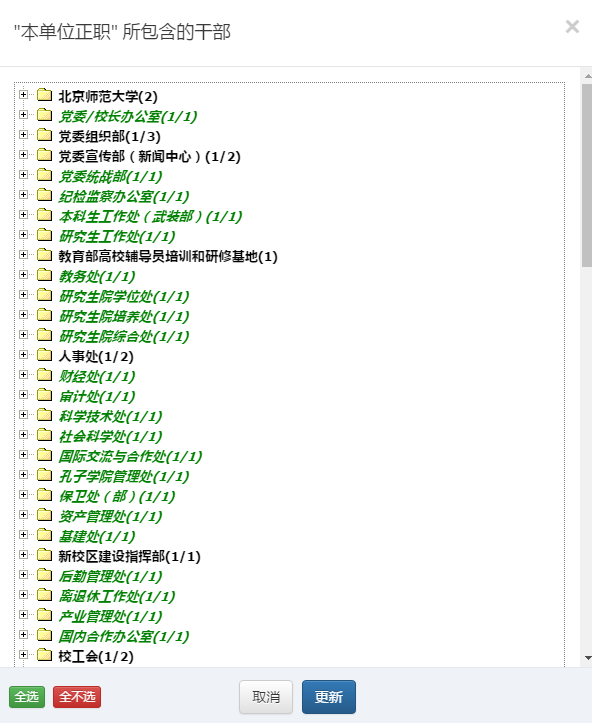 "本单位正职" 所包含的干部
×
北京师范大学(2)
党委/校长办公室(1/1)
党委组织部(1/3)
党委宣传部（新闻中心）(1/2)
党委统战部(1/1)
纪检监察办公室(1/1)
本科生工作处（武装部）(1/1)
研究生工作处(1/1)
教育部高校辅导员培训和研修基地(1)
教务处(1/1)
研究生院学位处(1/1)
研究生院培养处(1/1)
研究生院综合处(1/1)
人事处(1/2)
财经处(1/1)
审计处(1/1)
科学技术处(1/1)
社会科学处(1/1)
国际交流与合作处(1/1)
孔子学院管理处(1/1)
保卫处（部）(1/1)
资产管理处(1/1)
基建处(1/1)
新校区建设指挥部(1/1)
后勤管理处(1/1)
离退休工作处(1/1)
产业管理处(1/1)
国内合作办公室(1/1)
校工会(1/2)
全选 全不选 取消 更新